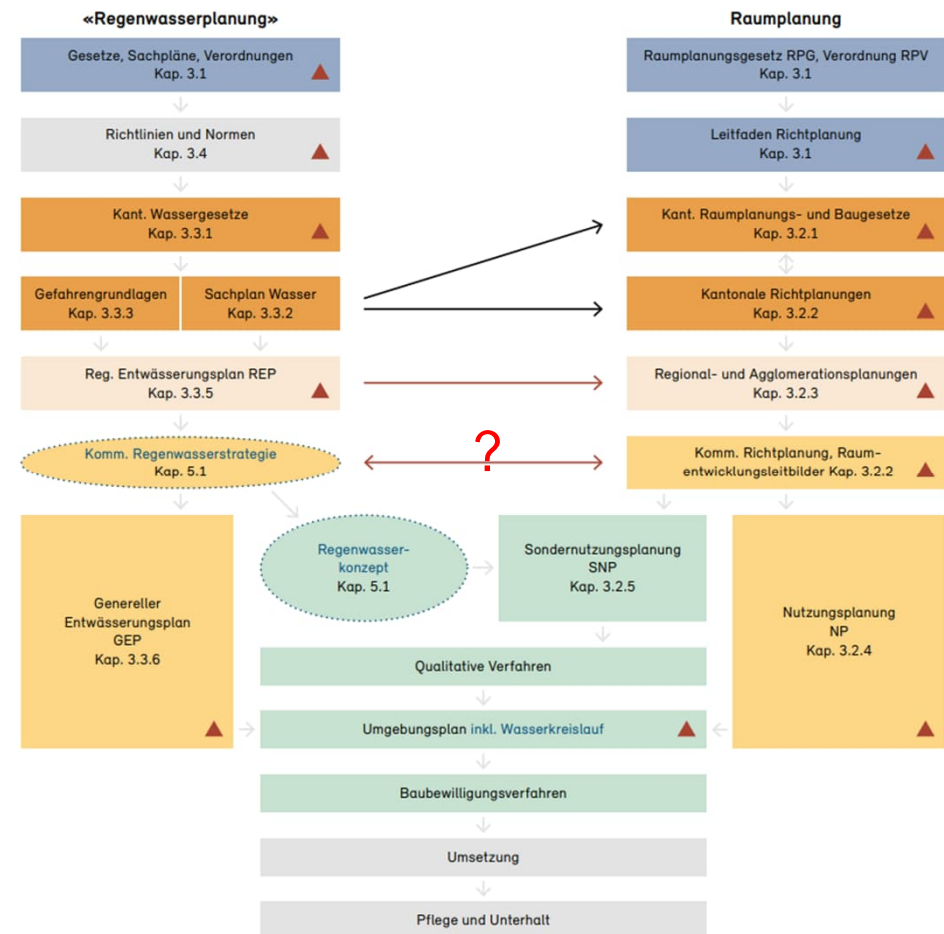 «Regenwasserplanung»
Raumplanung
Gesetze, Sachpläne, Verordnungen
Kap. 3.1
Raumplanungsgesetz RPG, Verordnung RPV
Kap. 3.1
Richtlinien und Normen
Kap. 3.4
Leitfaden Richtplanung
Kap. 3.1
Kant. Wassergesetze
Kap. 3.3.1
Kant. Raumplanungs- und Baugesetze
Kap. 3.2.1
Gefahrengrundlagen
Kap. 3.3.3
Sachplan Wasser
Kap. 3.3.2
Kantonale Richtplanungen
Kap. 3.2.2
Reg. Entwässerungsplan REP
Kap. 3.3.5
Regional- und Agglomerationsplanungen
Kap. 3.2.3
Komm. Regenwasserstrategie
Kap. 5.1
?
Komm. Richtplanung, Raum-
entwicklungsleitbilder Kap. 3.2.2
Genereller
Entwässerungsplan
GEP
Kap. 3.3.6
Regenwasser-
konzept
Kap. 5.1
Sondernutzungsplanung
SNP
Kap. 3.2.5
Nutzungsplanung
NP
Kap. 3.2.4
Qualitative Verfahren
Umgebungsplan inkl. Wasserkreislauf
Baubewilligungsverfahren
Umsetzung
Pflege und Unterhalt